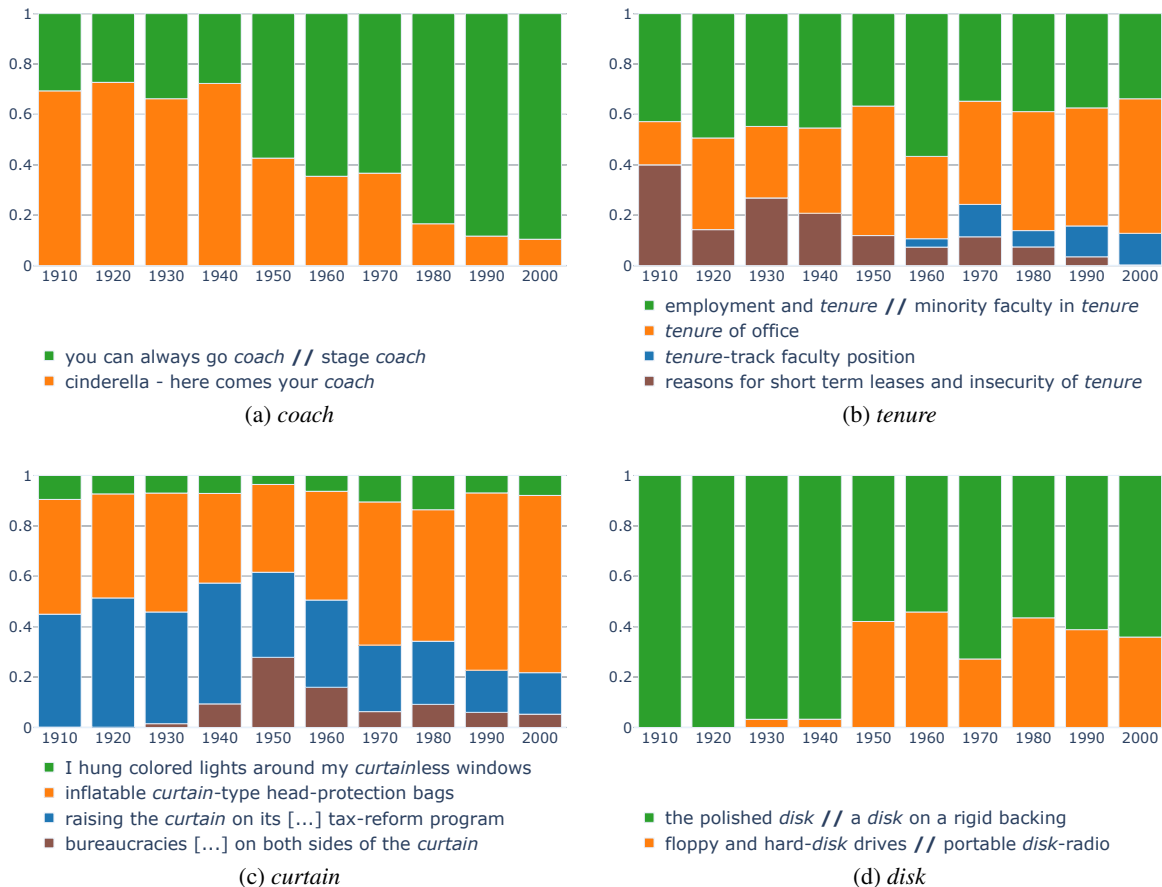 1
0.8
0.6
0.4
0.2
0
1910 1920 1930 1940 1950 1960 1970 1980 1990 2000
you can always go coach // stage coach
cinderella - here comes your coach
(a) coach
1
0.8
0.6
0.4
0.2
0
1910 1920 1930 1940 1950 1960 1970 1980 1990 2000
employment and tenure // minority faculty in tenure
tenure of office
tenure-track faculty position
reasons for short term leases and insecurity of tenure
(b) tenure
1
0.8
0.6
0.4
0.2
0
1910 1920 1930 1940 1950 1960 1970 1980 1990 2000
I hung colored lights around my curtainless windows
inflatable curtain-type head-protection bags
raising the curtain on its [...] tax-reform program
bureaucracies [...] on both sides of the curtain
(c) curtain
1
0.8
0.6
0.4
0.2
0
1910 1920 1930 1940 1950 1960 1970 1980 1990 2000
the polished disk // a disk on a rigid backing
floppy and hard-disk drives // portable disk-radio
(d) disk